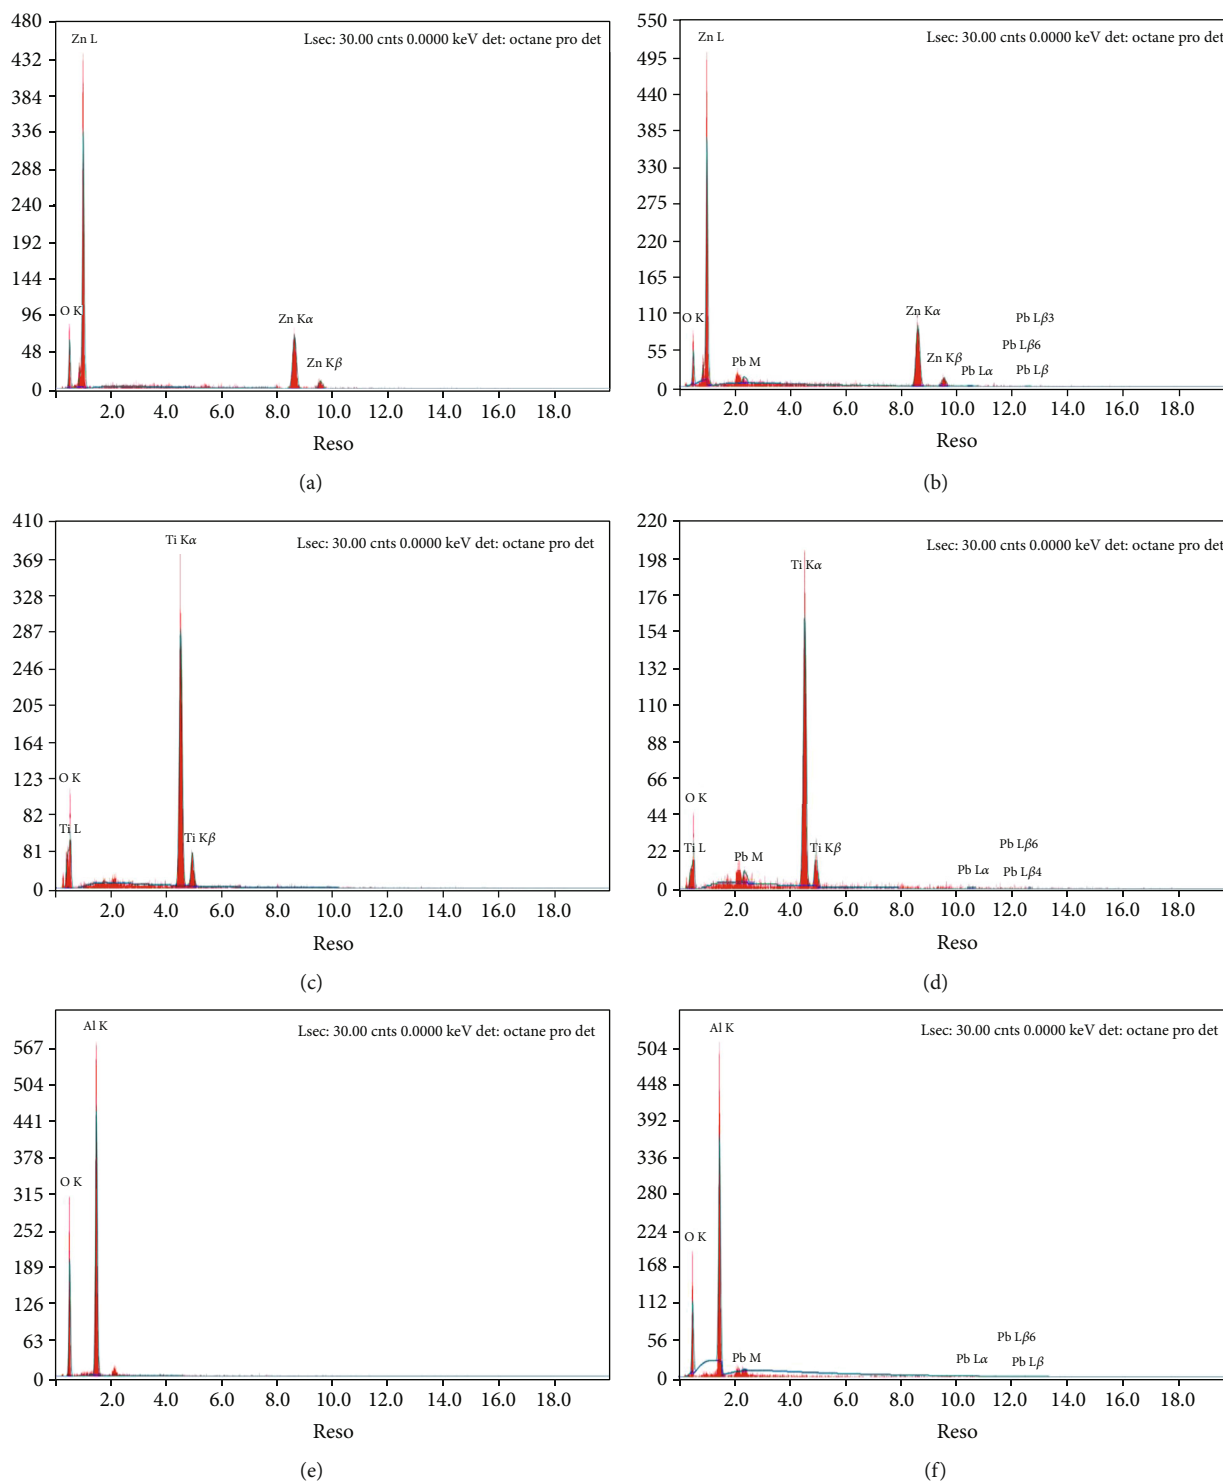 480
432
384
336
288
240
192
144
96
48
0
Lsec: 30.00 cnts 0.0000 keV det: octane pro det
Zn L
O K
Zn Kα
Zn Kβ
2.0 4.0 6.0 8.0 10.0 12.0 14.0 16.0 18.0
Reso
(a)
550
495
440
385
330
275
220
165
110
55
0
Lsec: 30.00 cnts 0.0000 keV det: octane pro det
Zn L
O K
Pb M
Zn Kα
Zn Kβ
Pb Lα
Pb Lβ3
Pb Lβ6
Pb Lβ
2.0 4.0 6.0 8.0 10.0 12.0 14.0 16.0 18.0
Reso
(b)
410
369
328
287
246
205
164
123
82
81
0
Lsec: 30.00 cnts 0.0000 keV det: octane pro det
Ti Kα
O K
Ti L
Ti Kβ
2.0 4.0 6.0 8.0 10.0 12.0 14.0 16.0 18.0
Reso
(c)
220
198
176
154
132
110
88
66
44
22
0
Lsec: 30.00 cnts 0.0000 keV det: octane pro det
Ti Kα
O K
Ti L
Pb M
Ti Kβ
Pb Lα
Pb Lβ6
Pb Lβ4
2.0 4.0 6.0 8.0 10.0 12.0 14.0 16.0 18.0
Reso
(d)
567
504
441
378
315
252
189
126
63
0
Lsec: 30.00 cnts 0.0000 keV det: octane pro det
Al K
O K
2.0 4.0 6.0 8.0 10.0 12.0 14.0 16.0 18.0
Reso
(e)
504
448
392
336
280
224
168
112
56
0
Lsec: 30.00 cnts 0.0000 keV det: octane pro det
Al K
O K
Pb M
Pb Lα
Pb Lβ6
Pb Lβ
2.0 4.0 6.0 8.0 10.0 12.0 14.0 16.0 18.0
Reso
(f)